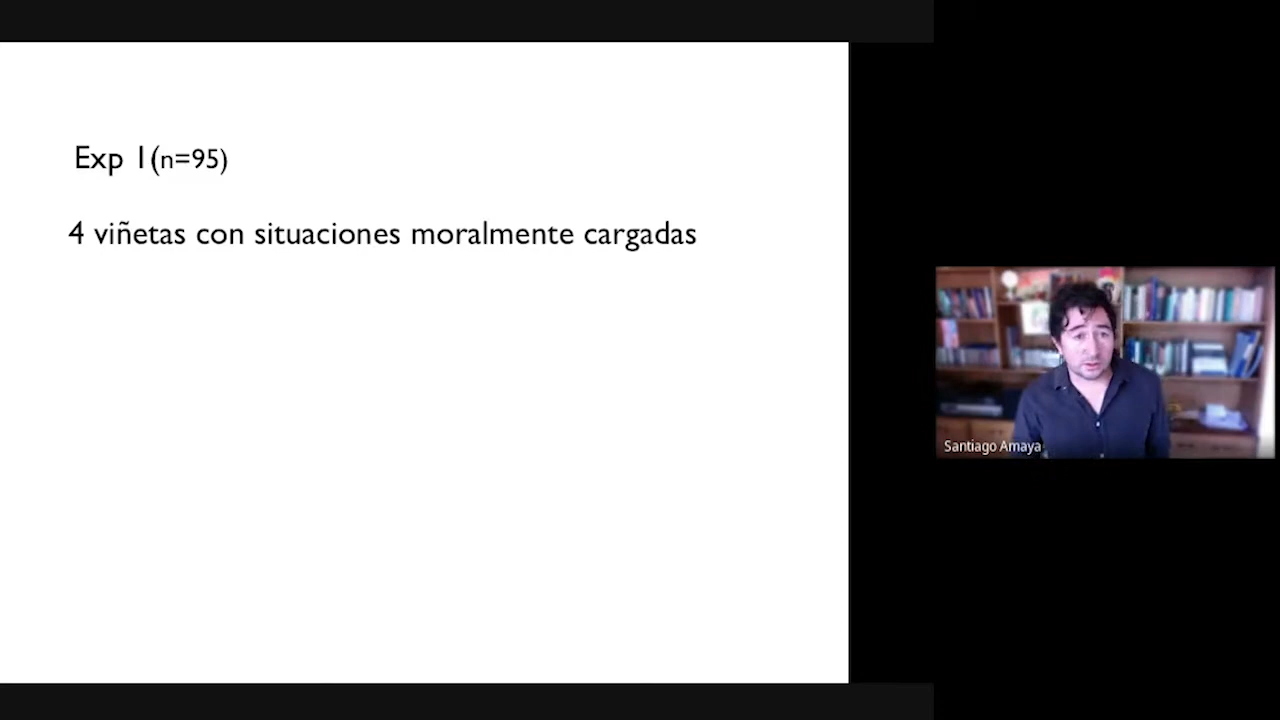 Exp 1(n=95)
4 viñetas con situaciones moralmente cargadas
Santiago Amaya